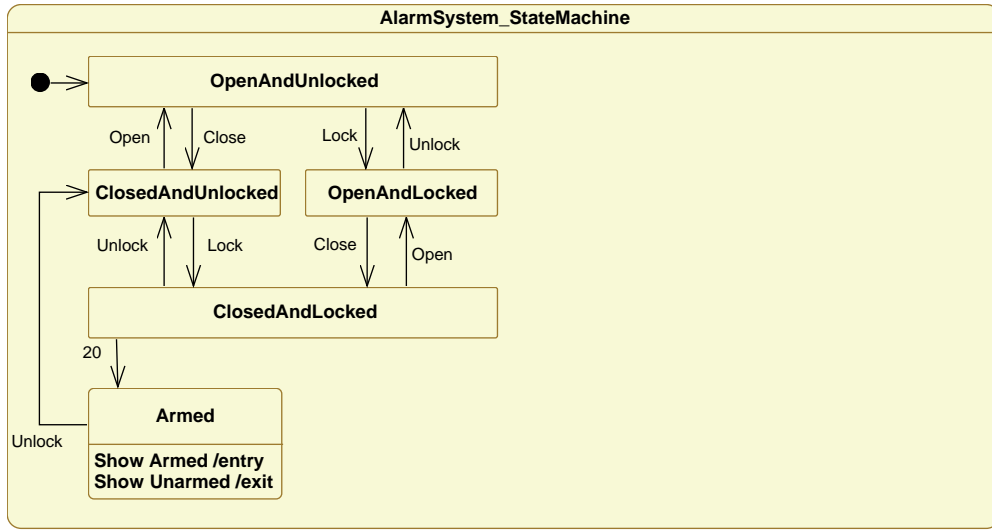 AlarmSystem_StateMachine
OpenAndUnlocked
Open
Close
Lock
Unlock
ClosedAndUnlocked
OpenAndLocked
Unlock
Lock
Close
Open
ClosedAndLocked
20
Armed
Unlock
Show Armed /entry
Show Unarmed /exit